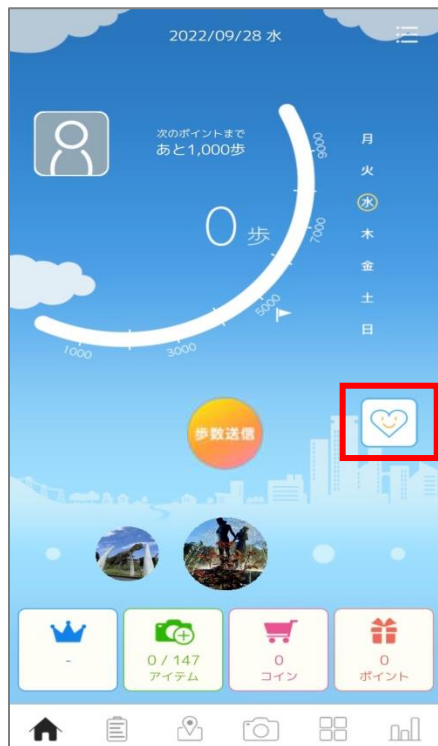 2022/09/28 水
次のポイントまで
あと1,000歩
0 歩
1000
3000
5000
7000
9000
月
火
水
木
金
土
日
歩数送信
-
0 / 147
アイテム
0
コイン
0
ポイント